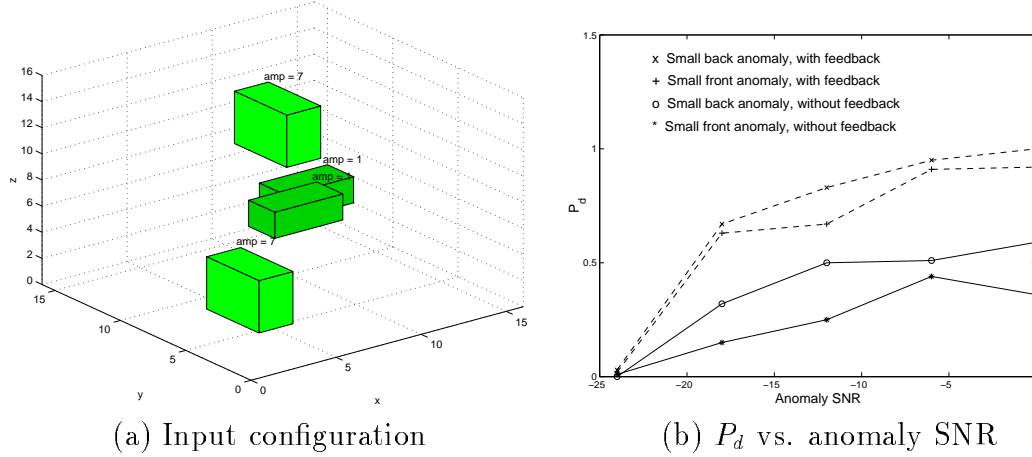 16
14
12
10
8
6
4
2
0
z
15
10
5
0
y
0
5
10
15
x
amp = 7
amp = 1
amp = 1
amp = 7
(a) Input configuration
1.5
1
0.5
0
P_d
x Small back anomaly, with feedback
+ Small front anomaly, with feedback
o Small back anomaly, without feedback
* Small front anomaly, without feedback
−25 −20 −15 −10 −5
Anomaly SNR
(b) P_d vs. anomaly SNR